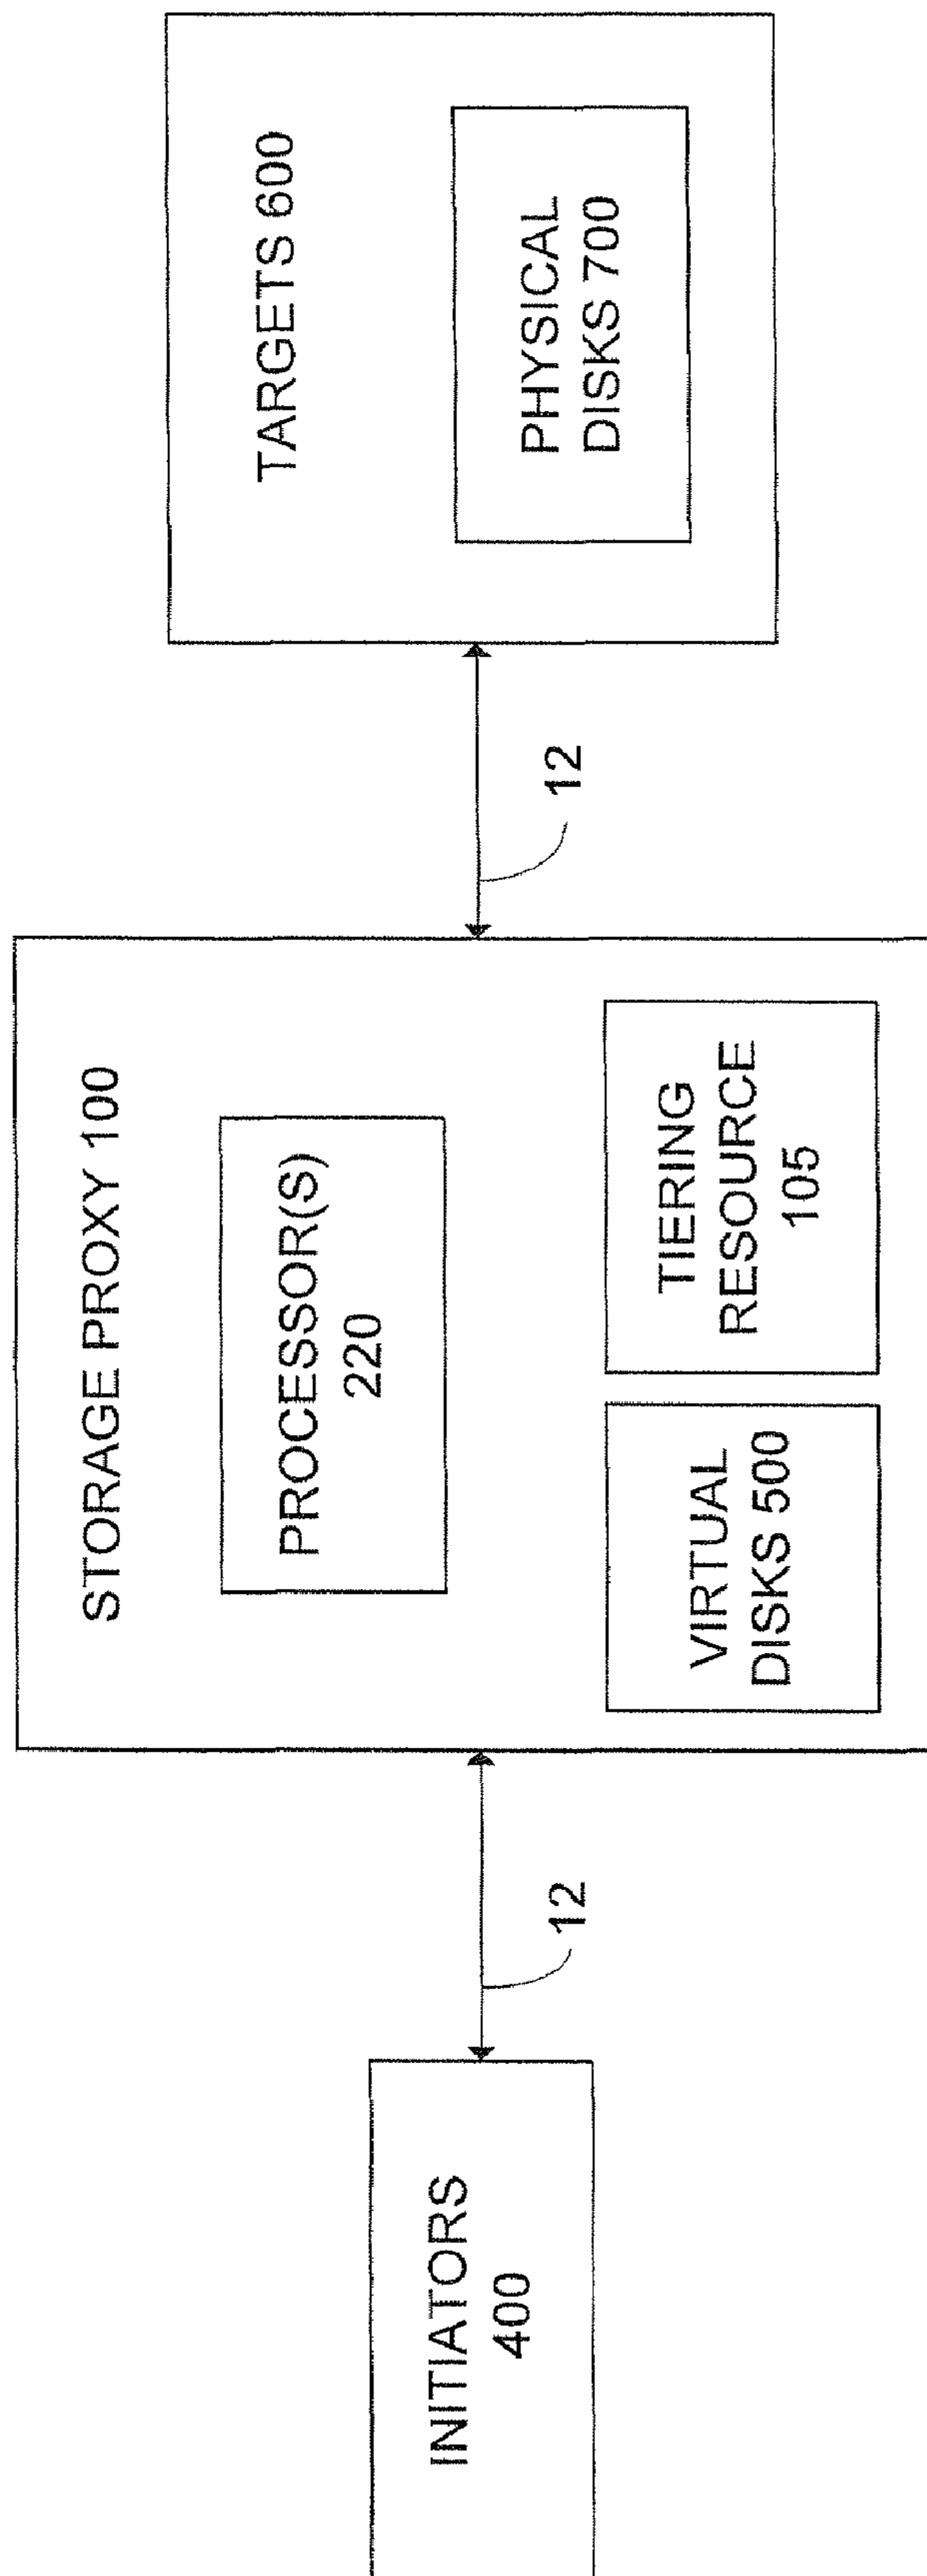 INITIATORS
400
12
STORAGE PROXY 100
PROCESSOR(S)
220
VIRTUAL
DISKS 500
TIERING
RESOURCE
105
12
TARGETS 600
PHYSICAL
DISKS 700